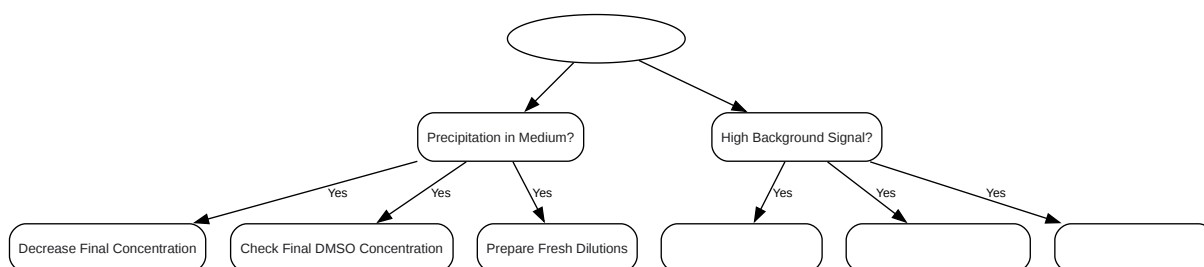 Precipitation in Medium?
High Background Signal?
Yes
Yes
Yes
Yes
Yes
Yes
Decrease Final Concentration
Check Final DMSO Concentration
Prepare Fresh Dilutions